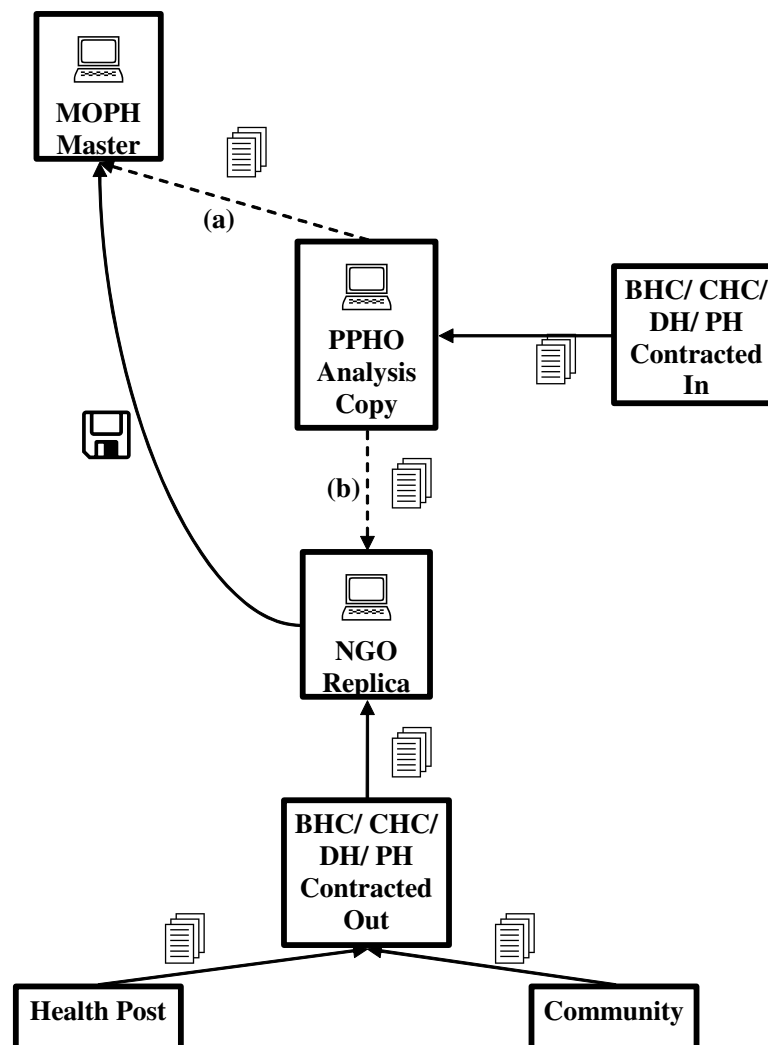 MOPH
Master
(a)
PPHO
Analysis
Copy
BHC/ CHC/
DH/ PH
Contracted
In
(b)
NGO
Replica
BHC/ CHC/
DH/ PH
Contracted
Out
Health Post
Community